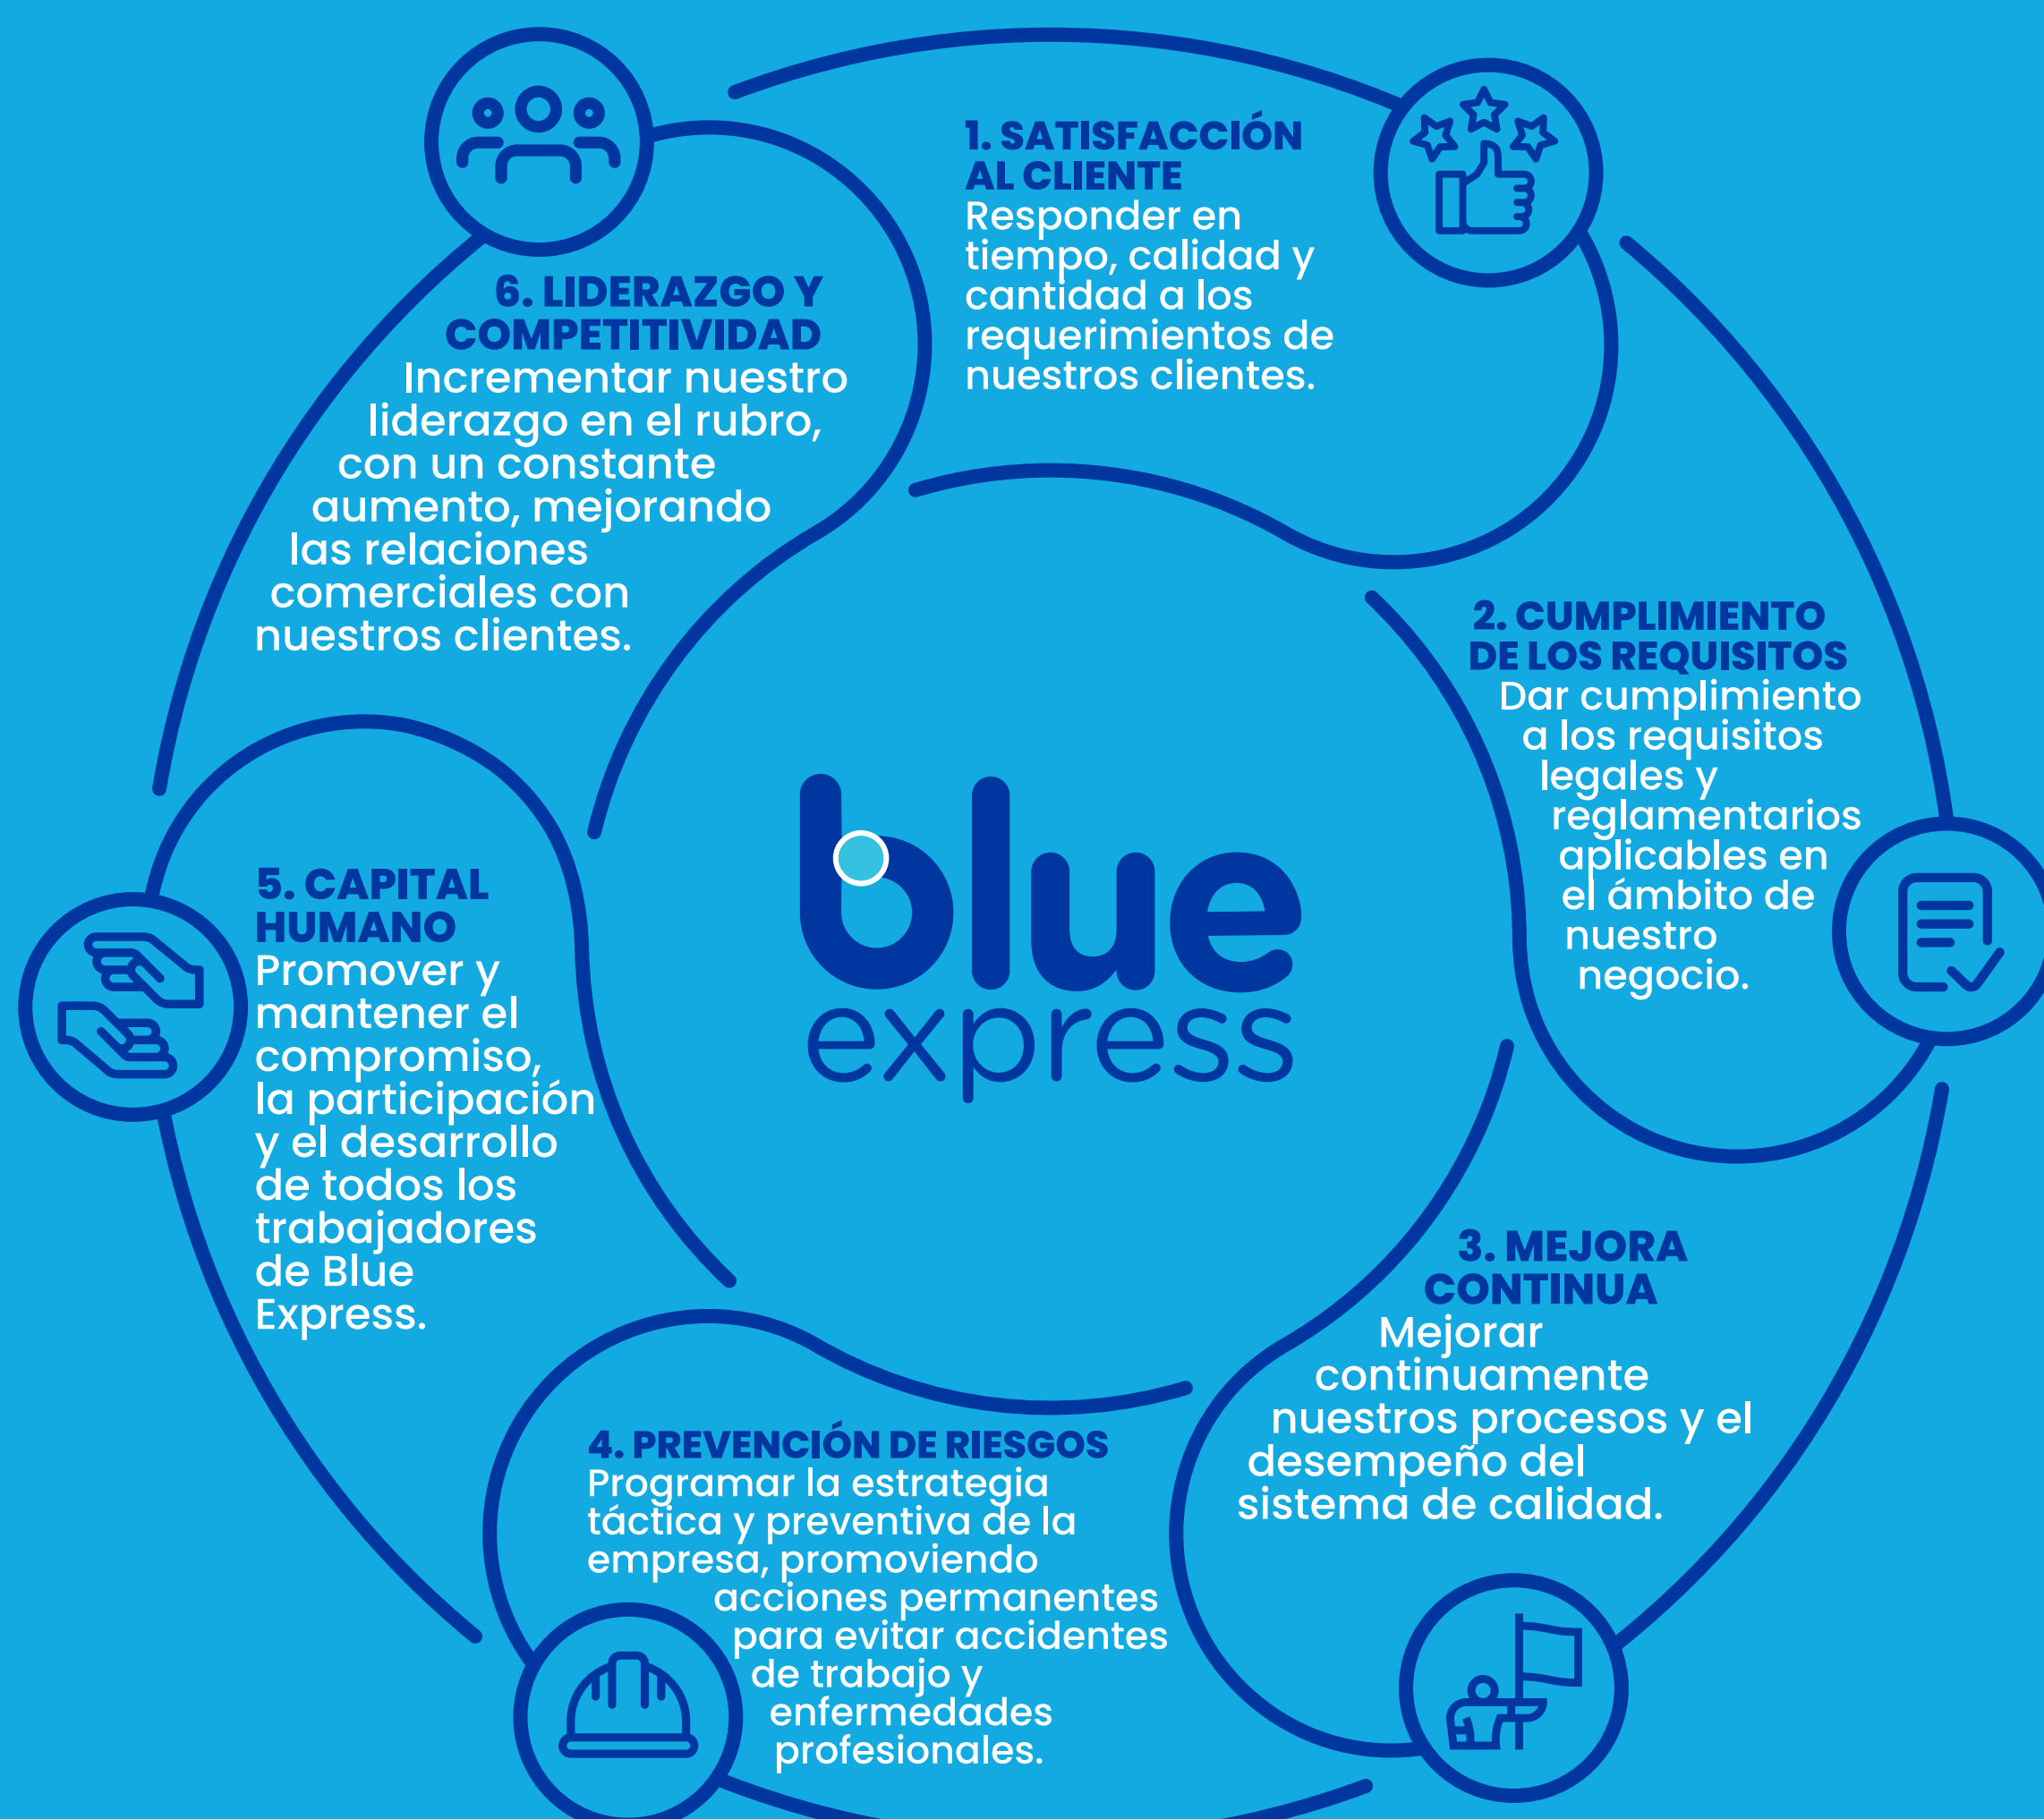 1. SATISFACCIÓN
AL CLIENTE
Responder en
tiempo, calidad y
cantidad a los
requerimientos de
nuestros clientes.
2. CUMPLIMIENTO
DE LOS REQUISITOS
Dar cumplimiento
a los requisitos
legales y
reglamentarios
aplicables en
el ámbito de
nuestro
negocio.
3. MEJORA
CONTINUA
Mejorar
continuamente
nuestros procesos y el
desempeño del
sistema de calidad.
4. PREVENCIÓN DE RIESGOS
Programar la estrategia
táctica y preventiva de la
empresa, promoviendo
acciones permanentes
para evitar accidentes
de trabajo y
enfermedades
profesionales.
5. CAPITAL
HUMANO
Promover y
mantener el
compromiso,
la participación
y el desarrollo
de todos los
trabajadores
de Blue
Express.
6. LIDERAZGO Y
COMPETITIVIDAD
Incrementar nuestro
liderazgo en el rubro,
con un constante
aumento, mejorando
las relaciones
comerciales con
nuestros clientes.
blue
express